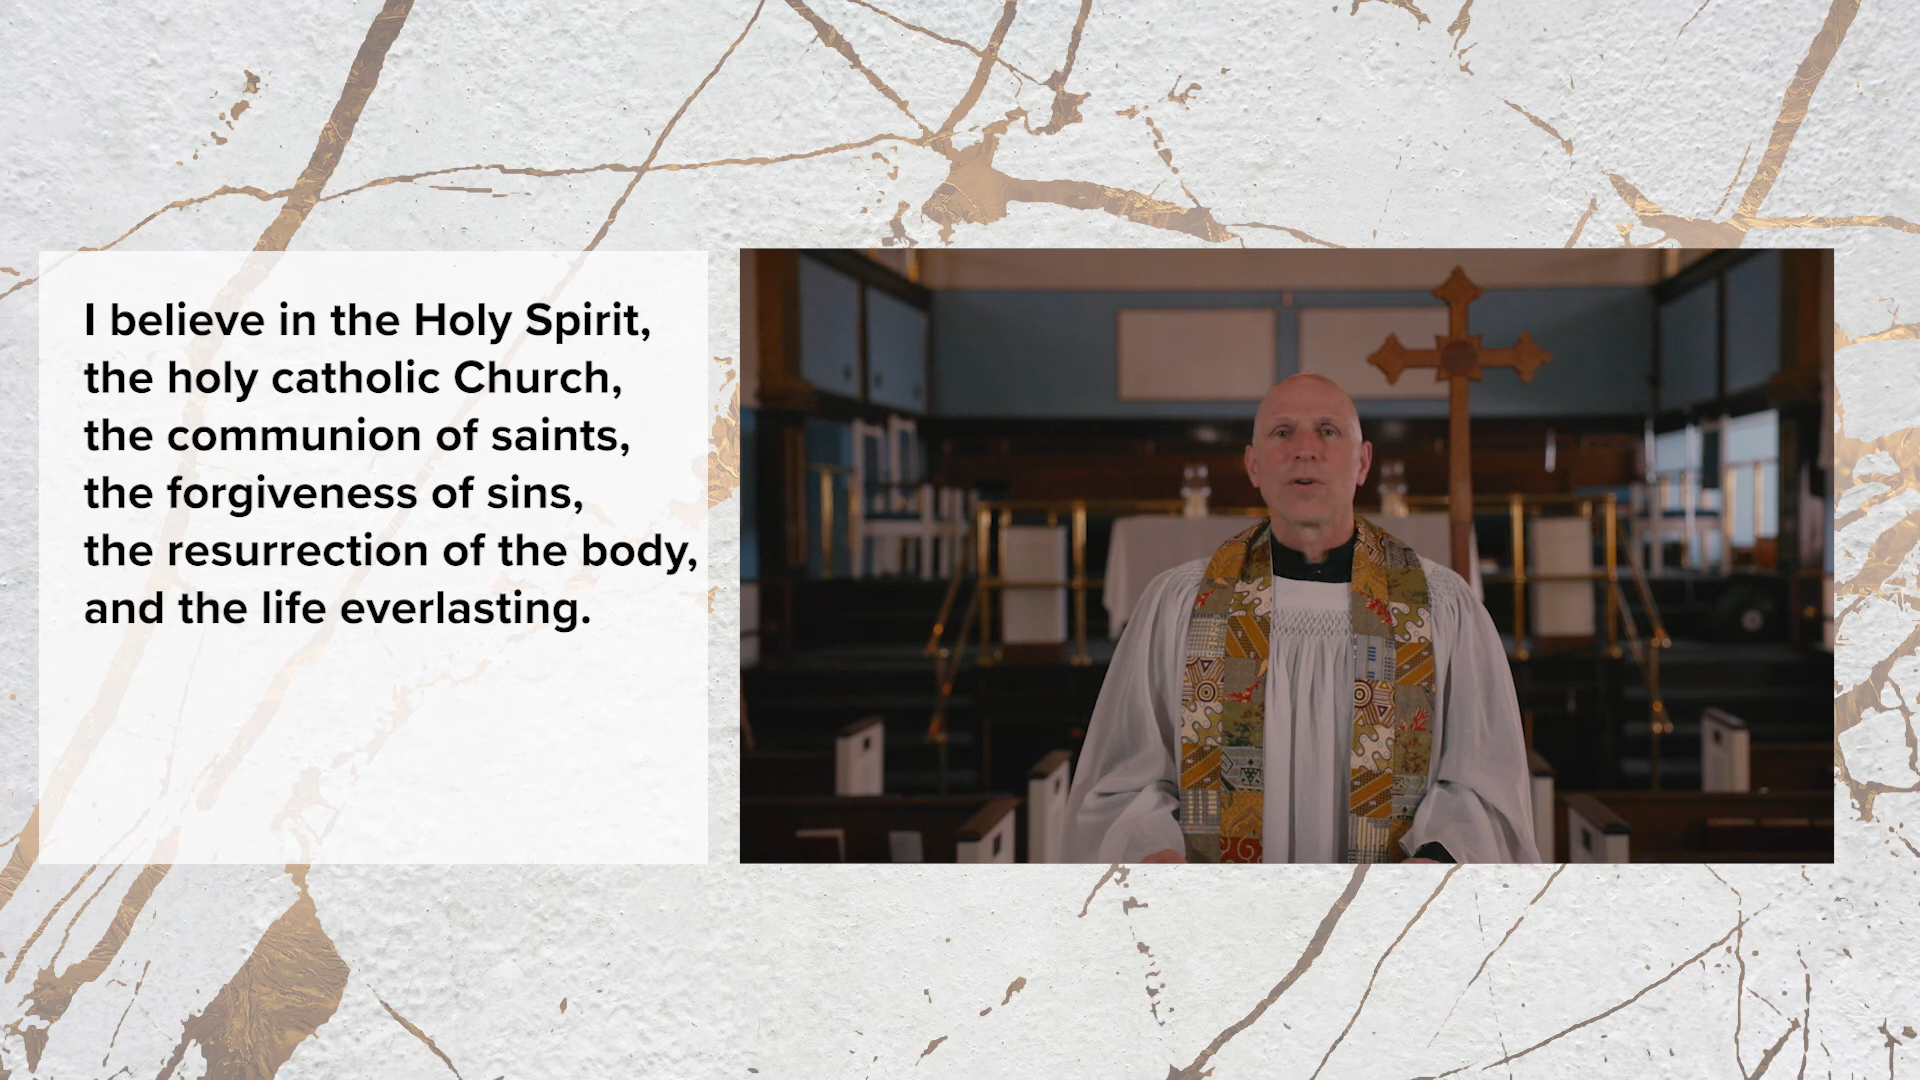 I believe in the Holy Spirit,
the holy catholic Church,
the communion of saints,
the forgiveness of sins,
the resurrection of the body,
and the life everlasting.